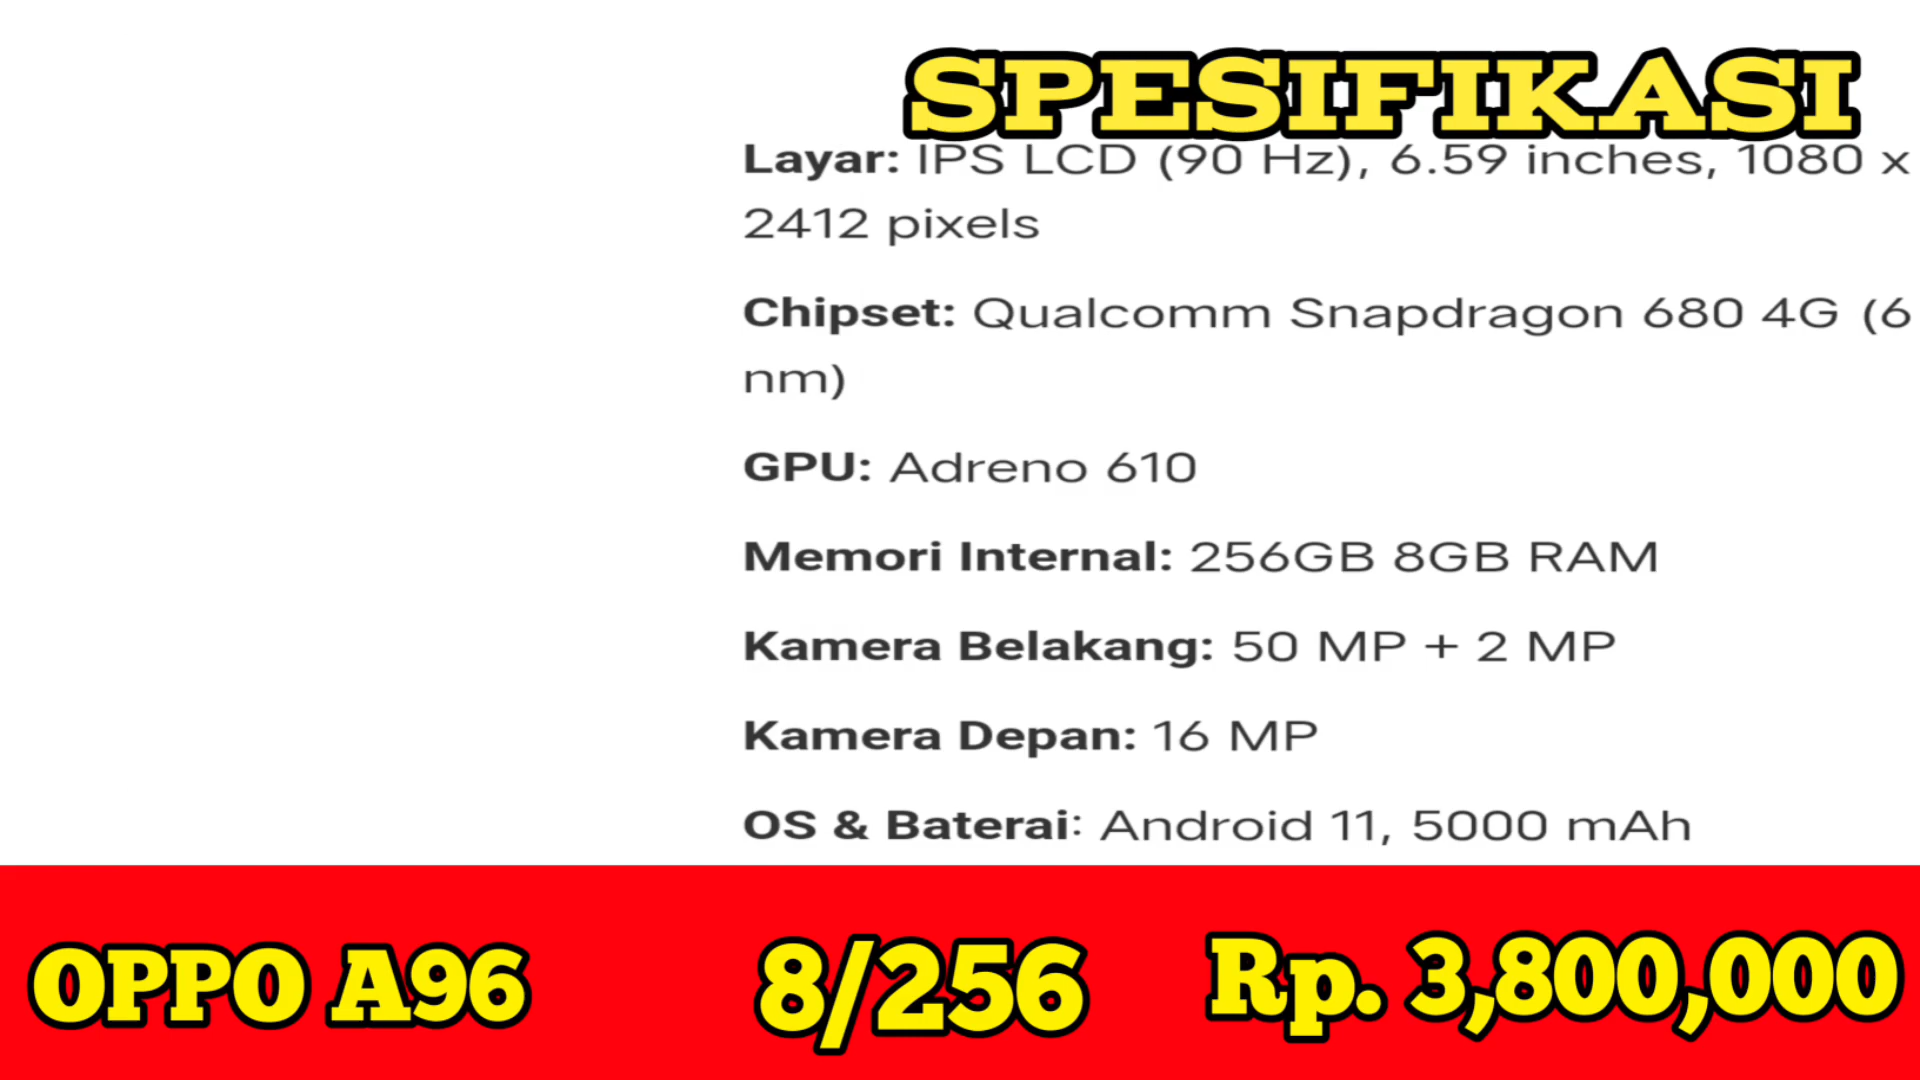 SPESIFIKASI
Layar: IPS LCD (90 Hz), 6.59 inches, 1080 x
2412 pixels
Chipset: Qualcomm Snapdragon 680 4G (6
nm)
GPU: Adreno 610
Memori Internal: 256GB 8GB RAM
Kamera Belakang: 50 MP + 2 MP
Kamera Depan: 16 MP
OS & Baterai: Android 11, 5000 mAh
OPPO A96 8/256 Rp. 3,800,000